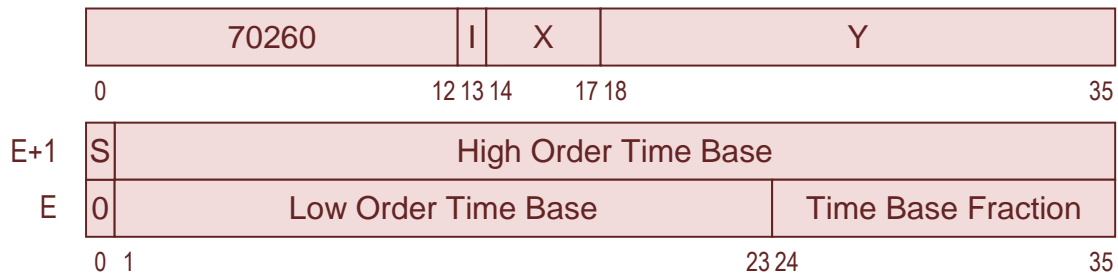 70260 I X Y
0 12 13 14 17 18 35
E+1 S High Order Time Base
E 0 Low Order Time Base Time Base Fraction
0 1 23 24 35